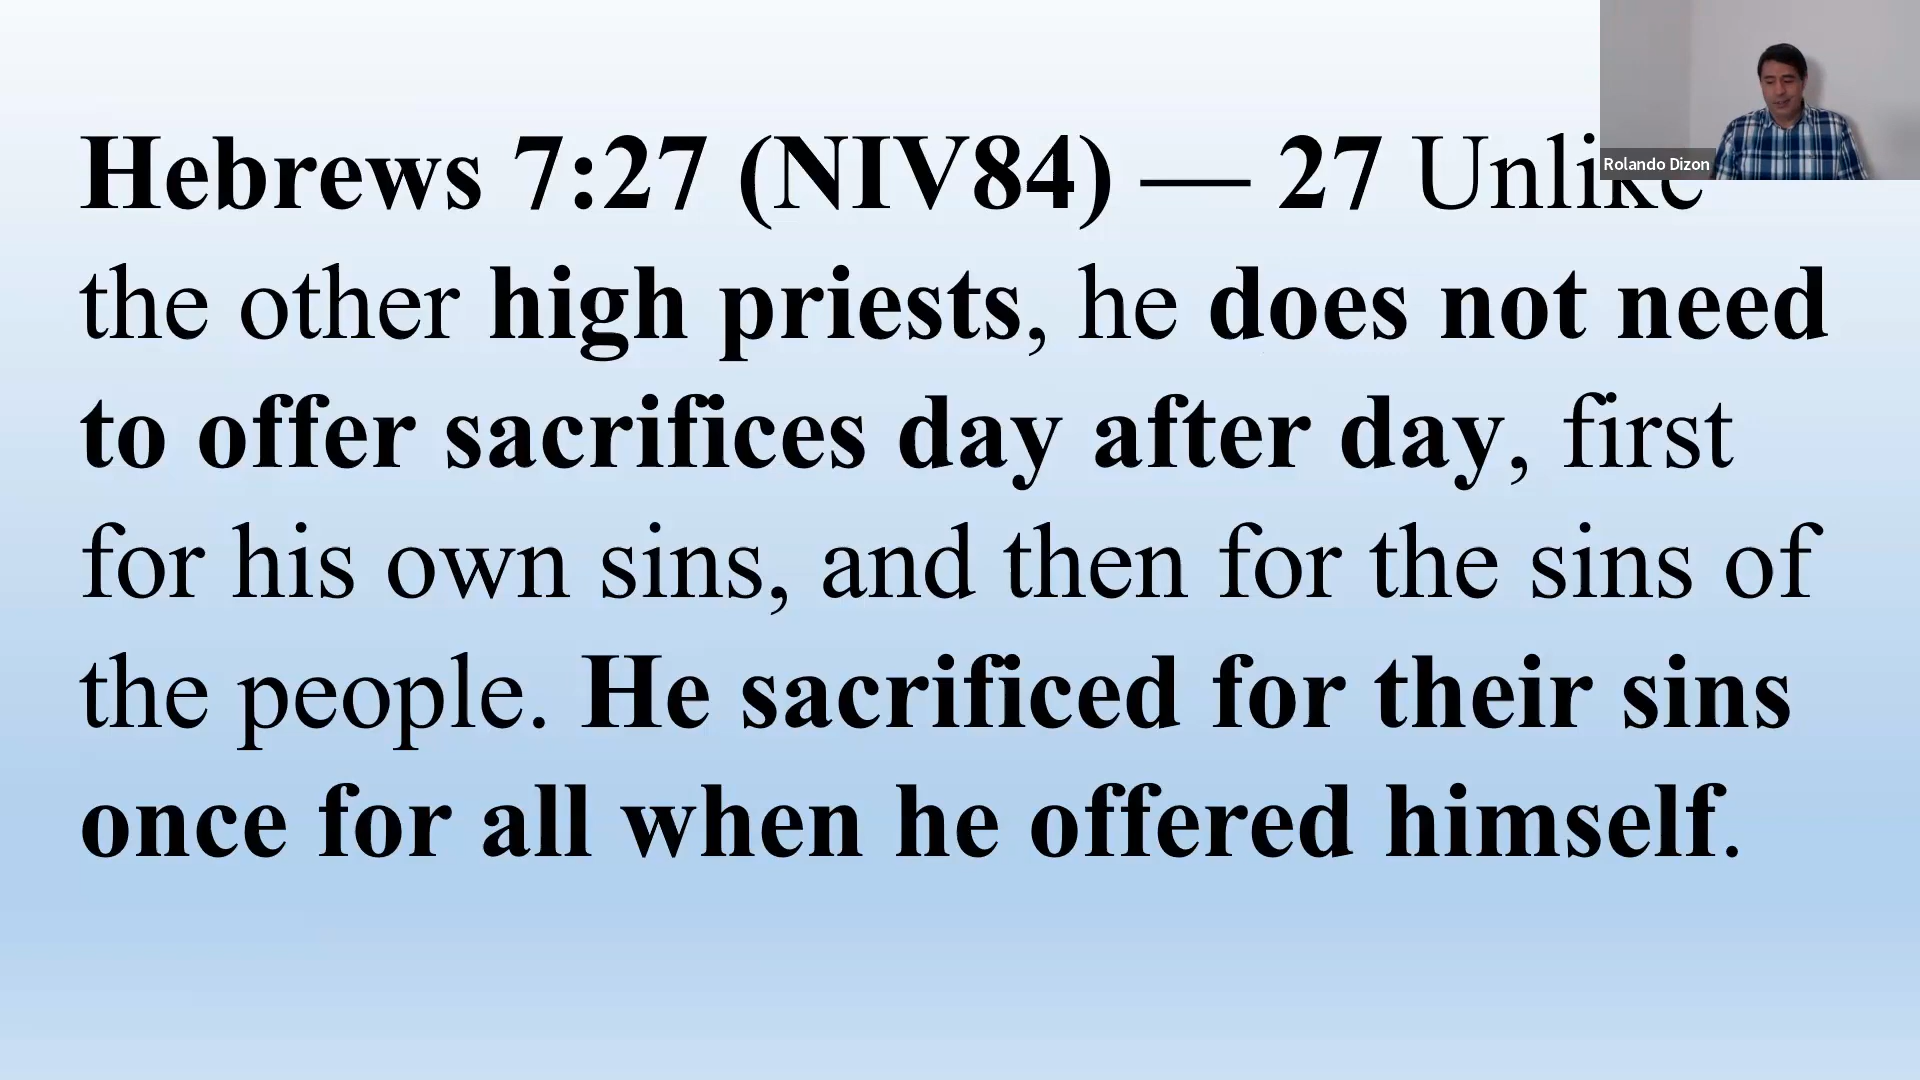 Hebrews 7:27 (NIV84) — 27 Unlike
the other high priests, he does not need
to offer sacrifices day after day, first
for his own sins, and then for the sins of
the people. He sacrificed for their sins
once for all when he offered himself.
Rolando Dizon